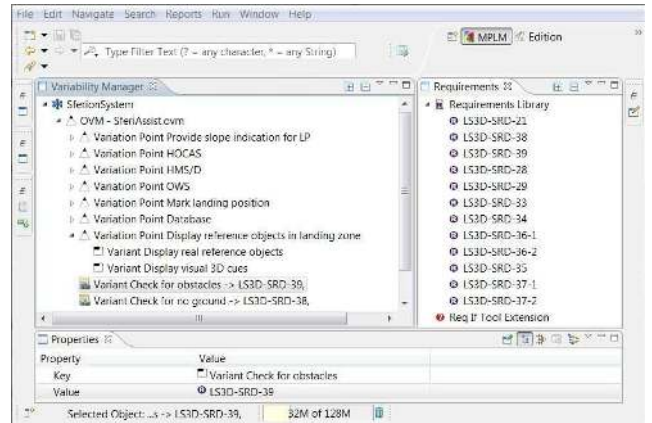 File Edit Navigate Search Reports Run Window Help
Type Filter Text (? = any character, * = any String)
MPLM Edition
Variability Manager
SferionSystem
OVM - SferiAssist.ovm
Variation Point Provide slope indication for LP
Variation Point HOCAS
Variation Point HMS/D
Variation Point OWS
Variation Point Mark landing position
Variation Point Database
Variation Point Display reference objects in landing zone
Variant Display real reference objects
Variant Display visual 3D cues
Variant Check for obstacles -> LS3D-SRD-39,
Variant Check for no ground -> LS3D-SRD-38,
Requirements
Requirements Library
LS3D-SRD-21
LS3D-SRD-38
LS3D-SRD-39
LS3D-SRD-28
LS3D-SRD-29
LS3D-SRD-33
LS3D-SRD-34
LS3D-SRD-36-1
LS3D-SRD-36-2
LS3D-SRD-35
LS3D-SRD-37-1
LS3D-SRD-37-2
Req If Tool Extension
Properties
Property Value
Key Variant Check for obstacles
Value LS3D-SRD-39
Selected Object: ...s -> LS3D-SRD-39, 32M of 128M